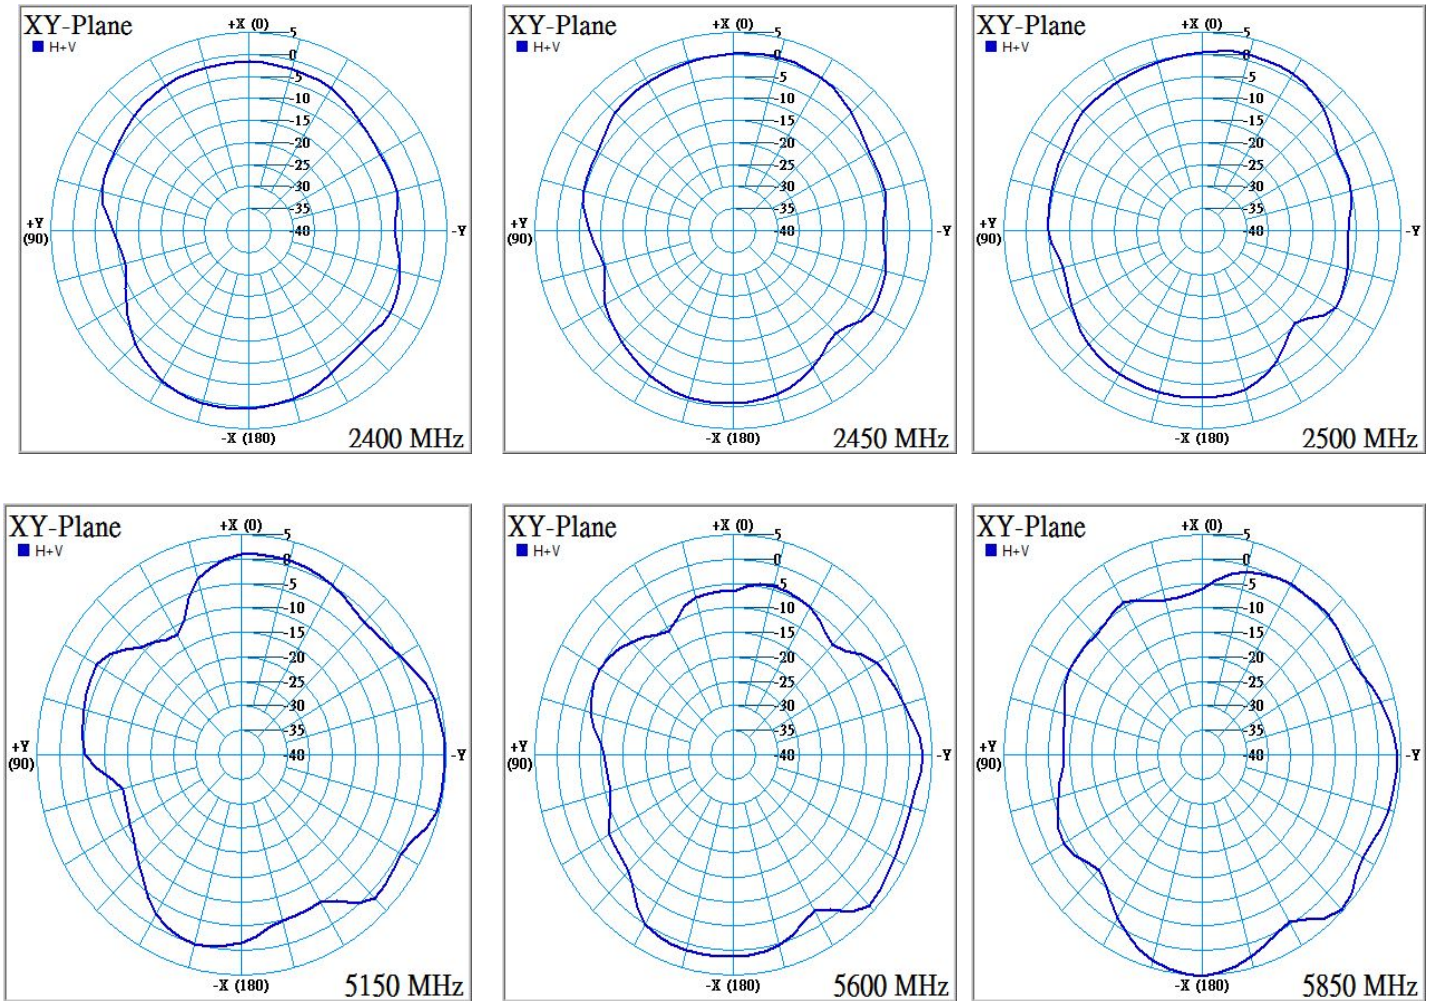 XY-Plane
H+V
+X (0)
5
0
-5
-10
-15
-20
-25
-30
-35
-40
+Y
(90)
-Y
-X (180)
2400 MHz
XY-Plane
H+V
+X (0)
5
0
-5
-10
-15
-20
-25
-30
-35
-40
+Y
(90)
-Y
-X (180)
2450 MHz
XY-Plane
H+V
+X (0)
5
0
-5
-10
-15
-20
-25
-30
-35
-40
+Y
(90)
-Y
-X (180)
2500 MHz
XY-Plane
H+V
+X (0)
5
0
-5
-10
-15
-20
-25
-30
-35
-40
+Y
(90)
-Y
-X (180)
5150 MHz
XY-Plane
H+V
+X (0)
5
0
-5
-10
-15
-20
-25
-30
-35
-40
+Y
(90)
-Y
-X (180)
5600 MHz
XY-Plane
H+V
+X (0)
5
0
-5
-10
-15
-20
-25
-30
-35
-40
+Y
(90)
-Y
-X (180)
5850 MHz